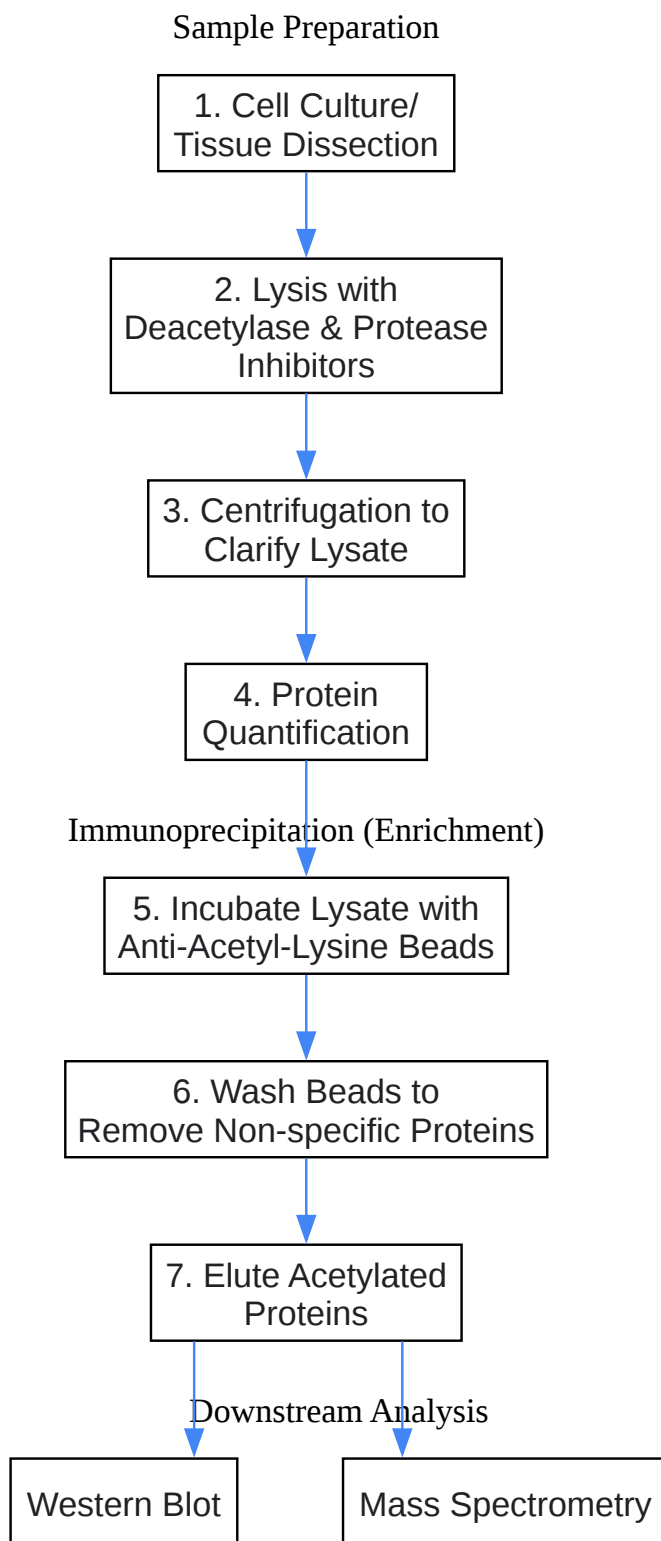 Sample Preparation
1. Cell Culture/
Tissue Dissection
2. Lysis with
Deacetylase & Protease
Inhibitors
3. Centrifugation to
Clarify Lysate
4. Protein
Quantification
Immunoprecipitation (Enrichment)
5. Incubate Lysate with
Anti-Acetyl-Lysine Beads
6. Wash Beads to
Remove Non-specific Proteins
7. Elute Acetylated
Proteins
Downstream Analysis
Western Blot
Mass Spectrometry